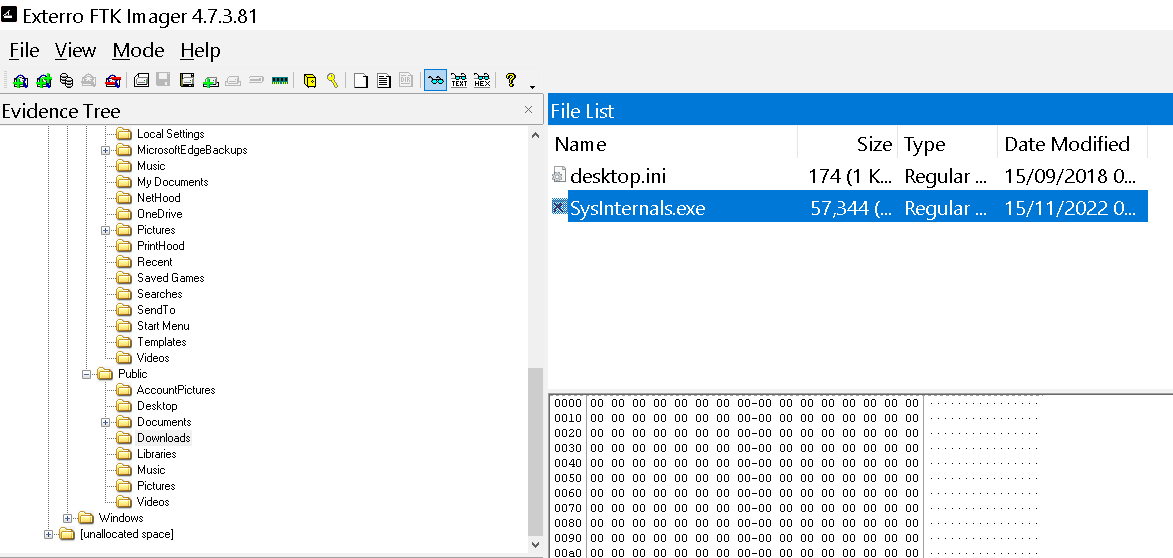 Exterro FTK Imager 4.7.3.81
File View Mode Help
TEXT HEX
Evidence Tree
Local Settings
MicrosoftEdgeBackups
Music
My Documents
NetHood
OneDrive
Pictures
PrintHood
Recent
Saved Games
Searches
SendTo
Start Menu
Templates
Videos
Public
AccountPictures
Desktop
Documents
Downloads
Libraries
Music
Pictures
Videos
Windows
[unallocated space]
File List
Name Size Type Date Modified
desktop.ini 174 (1 K... Regular ... 15/09/2018 0...
SysInternals.exe 57,344 (... Regular ... 15/11/2022 0...
0000 00 00 00 00 00 00 00 00-00 00 00 00 00 00 00 00 ················
0010 00 00 00 00 00 00 00 00-00 00 00 00 00 00 00 00 ················
0020 00 00 00 00 00 00 00 00-00 00 00 00 00 00 00 00 ················
0030 00 00 00 00 00 00 00 00-00 00 00 00 00 00 00 00 ················
0040 00 00 00 00 00 00 00 00-00 00 00 00 00 00 00 00 ················
0050 00 00 00 00 00 00 00 00-00 00 00 00 00 00 00 00 ················
0060 00 00 00 00 00 00 00 00-00 00 00 00 00 00 00 00 ················
0070 00 00 00 00 00 00 00 00-00 00 00 00 00 00 00 00 ················
0080 00 00 00 00 00 00 00 00-00 00 00 00 00 00 00 00 ················
0090 00 00 00 00 00 00 00 00-00 00 00 00 00 00 00 00 ················
00a0 00 00 00 00 00 00 00 00-00 00 00 00 00 00 00 00 ················